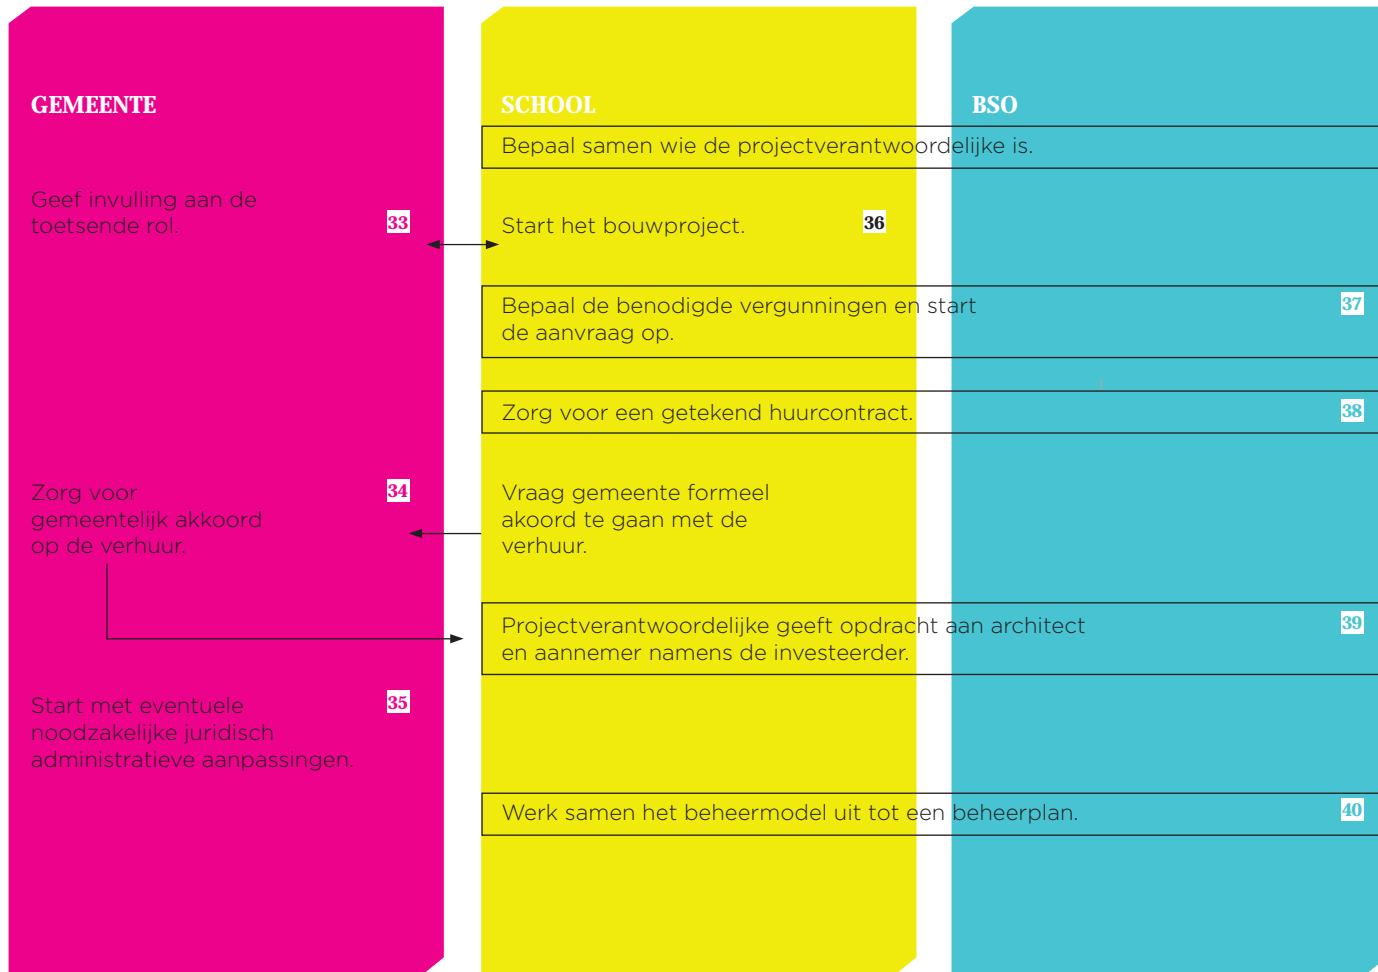 GEMEENTE
SCHOOL
BSO
Bepaal samen wie de projectverantwoordelijke is.
Geef invulling aan de
toetsende rol.
33
Start het bouwproject.
36
Bepaal de benodigde vergunningen en start
de aanvraag op.
37
Zorg voor een getekend huurcontract.
38
Zorg voor
gemeentelijk akkoord
op de verhuur.
34
Vraag gemeente formeel
akoord te gaan met de
verhuur.
Projectverantwoordelijke geeft opdracht aan architect
en aannemer namens de investeerder.
39
Start met eventuele
noodzakelijke juridisch
administratieve aanpassingen.
35
Werk samen het beheermodel uit tot een beheerplan.
40